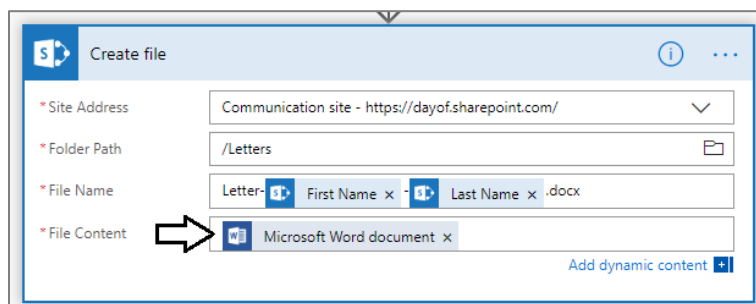 Create file
* Site Address Communication site - https://dayof.sharepoint.com/
* Folder Path /Letters
* File Name Letter- First Name × - Last Name × .docx
* File Content Microsoft Word document ×
Add dynamic content